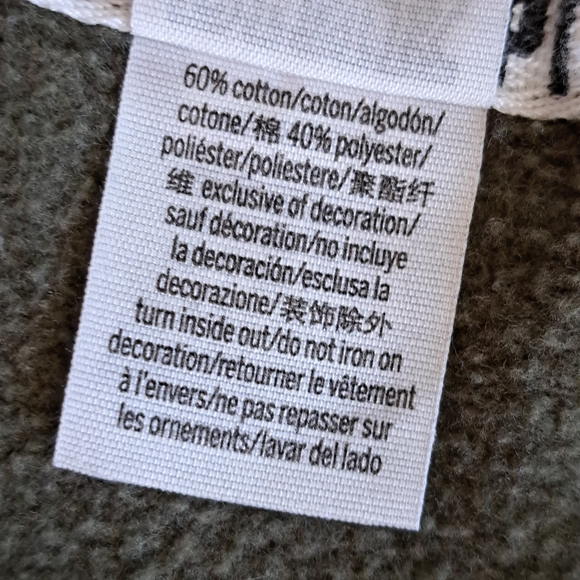 60% cotton/coton/algodón/
cotone/棉 40% polyester/
poliéster/poliestere/聚酯纤
维 exclusive of decoration/
sauf décoration/no incluye
la decoración/esclusa la
decorazione/装饰除外
turn inside out/do not iron on
decoration/retourner le vêtement
à l'envers/ne pas repasser sur
les ornements/lavar del lado